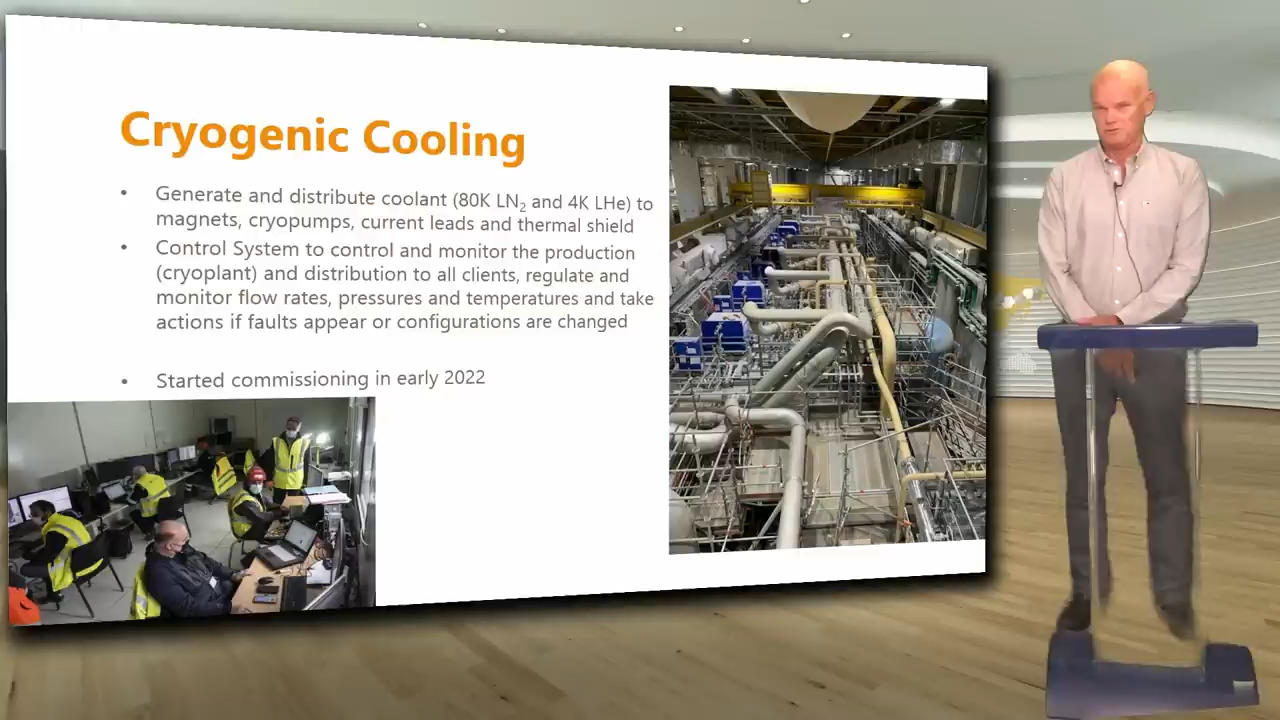 Cryogenic Cooling
• Generate and distribute coolant (80K LN₂ and 4K LHe) to
magnets, cryopumps, current leads and thermal shield
• Control System to control and monitor the production
(cryoplant) and distribution to all clients, regulate and
monitor flow rates, pressures and temperatures and take
actions if faults appear or configurations are changed
• Started commissioning in early 2022